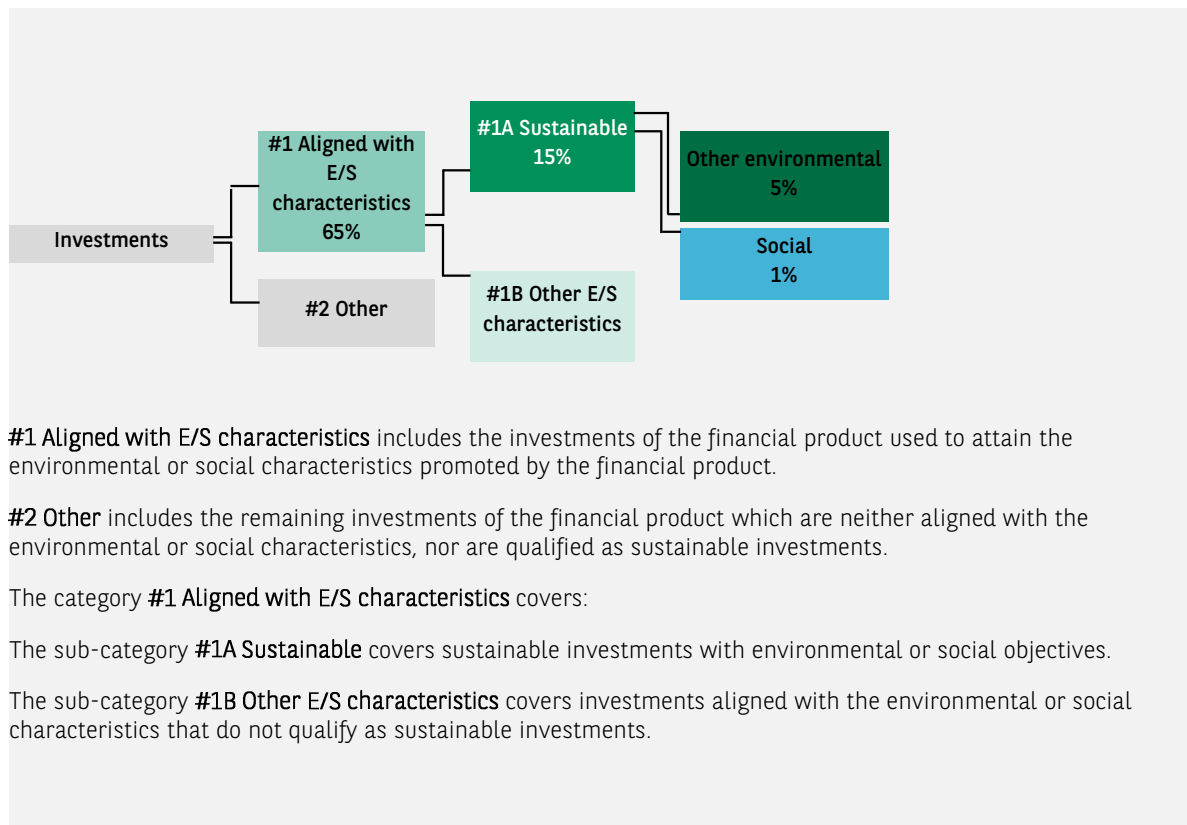 #1A Sustainable
15%
#1 Aligned with
E/S
characteristics
65%
Other environmental
5%
Investments
Social
1%
#2 Other
#1B Other E/S
characteristics
#1 Aligned with E/S characteristics includes the investments of the financial product used to attain the
environmental or social characteristics promoted by the financial product.
#2 Other includes the remaining investments of the financial product which are neither aligned with the
environmental or social characteristics, nor are qualified as sustainable investments.
The category #1 Aligned with E/S characteristics covers:
The sub-category #1A Sustainable covers sustainable investments with environmental or social objectives.
The sub-category #1B Other E/S characteristics covers investments aligned with the environmental or social
characteristics that do not qualify as sustainable investments.